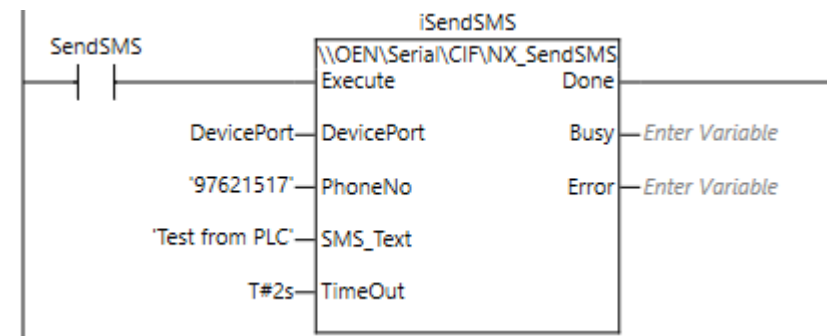 iSendSMS
SendSMS
\\OEN\Serial\CIF\NX_SendSMS
Execute Done
DevicePort DevicePort Busy Enter Variable
'97621517' PhoneNo Error Enter Variable
'Test from PLC' SMS_Text
T#2s TimeOut